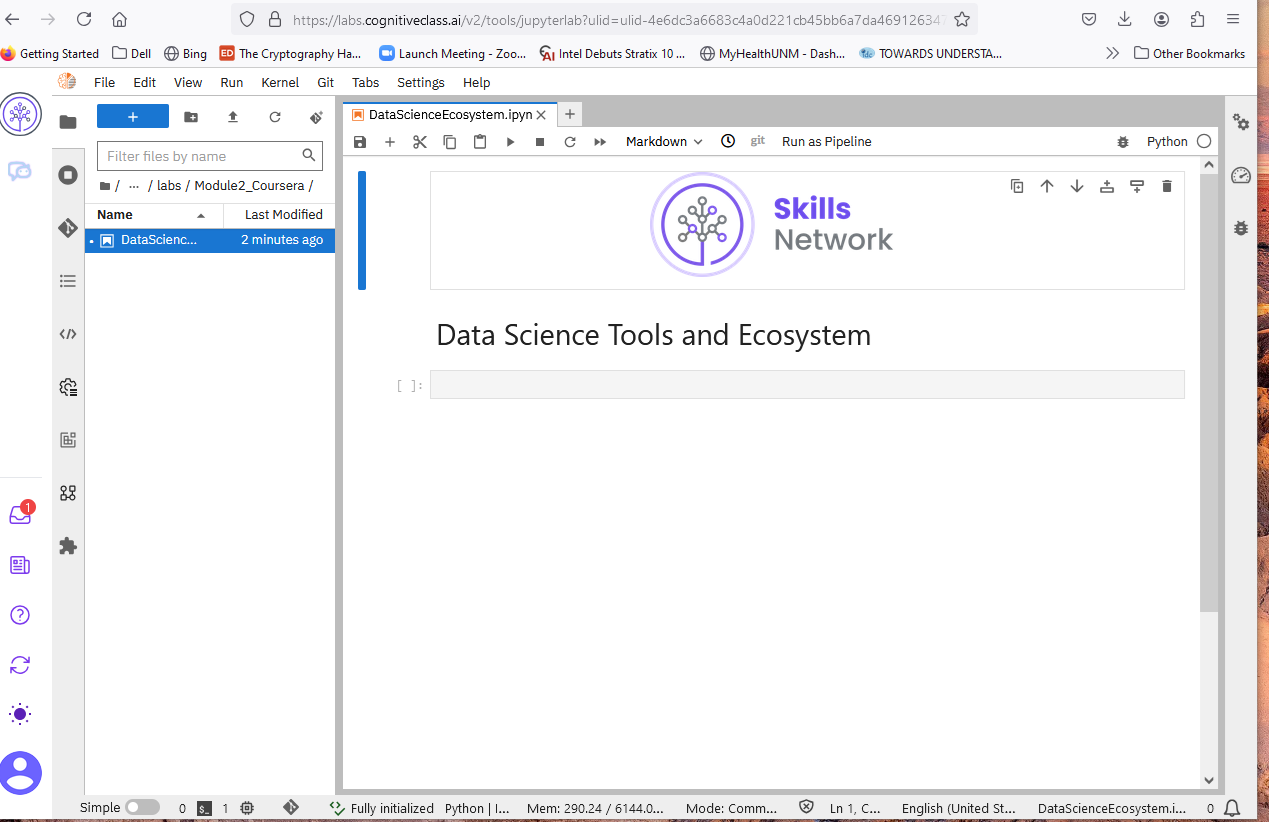 https://labs.cognitiveclass.ai/v2/tools/jupyterlab?ulid=ulid-4e6dc3a6683c4a0d221cb45bb6a7da469126347
Getting Started Dell Bing ED The Cryptography Ha... Launch Meeting - Zoo... AI Intel Debuts Stratix 10 ... MyHealthUNM - Dash... tdc TOWARDS UNDERSTA... Other Bookmarks
File Edit View Run Kernel Git Tabs Settings Help
DataScienceEcosystem.ipyn
Markdown git Run as Pipeline Python
Filter files by name
/ ... / labs / Module2_Coursera /
Name Last Modified
DataScienc... 2 minutes ago
Skills
Network
Data Science Tools and Ecosystem
[ ]:
1
Simple 0 $_ 1 Fully initialized Python | I... Mem: 290.24 / 6144.0... Mode: Comm... Ln 1, C... English (United St... DataScienceEcosystem.i... 0